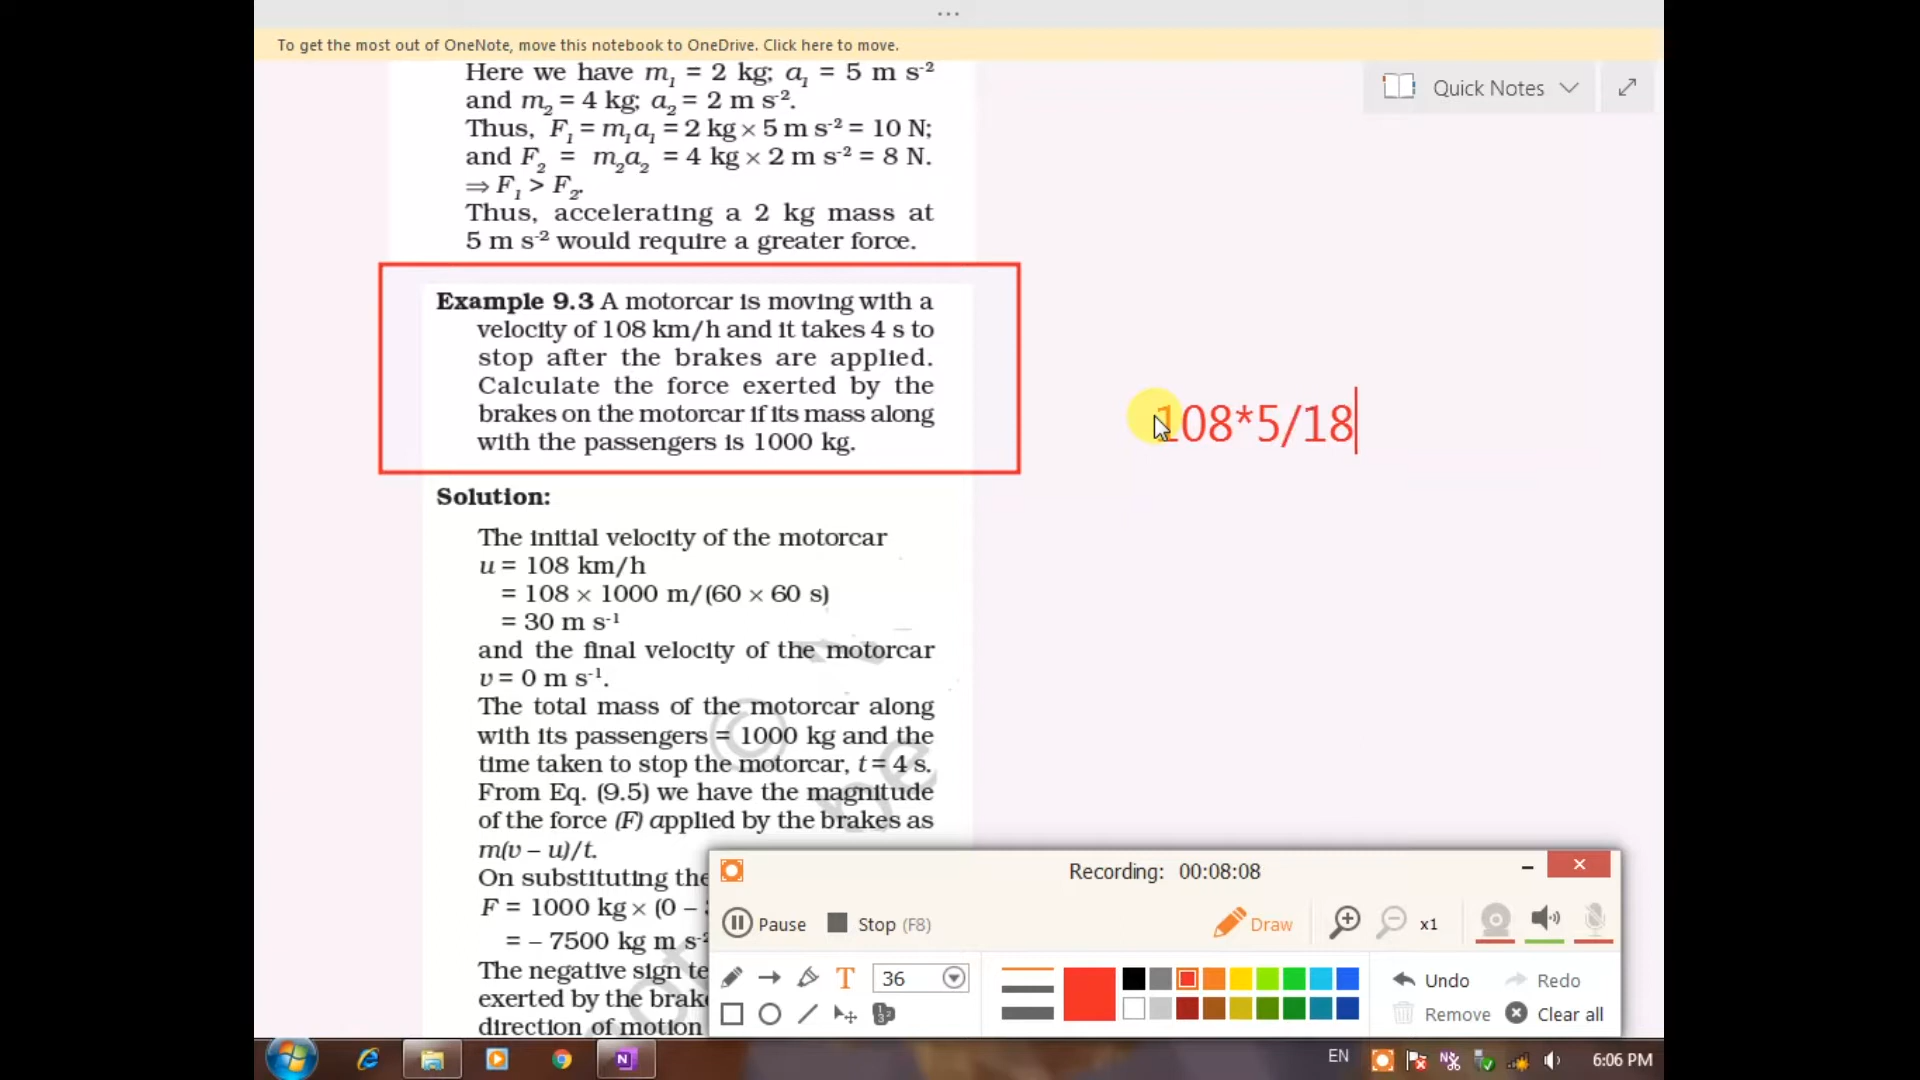 ...
To get the most out of OneNote, move this notebook to OneDrive. Click here to move.
Quick Notes
Here we have m₁ = 2 kg; a₁ = 5 m s⁻²
and m₂ = 4 kg; a₂ = 2 m s⁻².
Thus, F₁ = m₁a₁ = 2 kg × 5 m s⁻² = 10 N;
and F₂ = m₂a₂ = 4 kg × 2 m s⁻² = 8 N.
⇒ F₁ > F₂.
Thus, accelerating a 2 kg mass at
5 m s⁻² would require a greater force.
Example 9.3 A motorcar is moving with a
velocity of 108 km/h and it takes 4 s to
stop after the brakes are applied.
Calculate the force exerted by the
brakes on the motorcar if its mass along
with the passengers is 1000 kg.
108*5/18
Solution:
The initial velocity of the motorcar
u = 108 km/h
= 108 × 1000 m/(60 × 60 s)
= 30 m s⁻¹
and the final velocity of the motorcar
v = 0 m s⁻¹.
The total mass of the motorcar along
with its passengers = 1000 kg and the
time taken to stop the motorcar, t = 4 s.
From Eq. (9.5) we have the magnitude
of the force (F) applied by the brakes as
m(v – u)/t.
On substituting the
F = 1000 kg × (0 –
= – 7500 kg m s⁻²
The negative sign te
exerted by the brak
direction of motion
©
be
Recording: 00:08:08
Pause
Stop (F8)
Draw
x1
T
36
Undo
Redo
Remove
Clear all
EN
6:06 PM